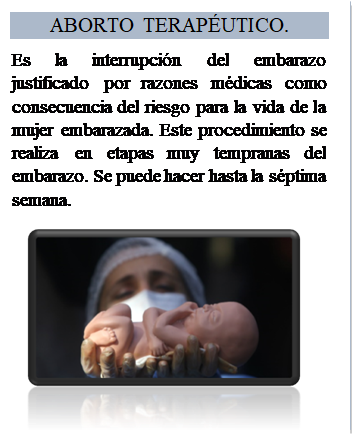 ABORTO TERAPÉUTICO.
Es la interrupción del embarazo
justificado por razones médicas como
consecuencia del riesgo para la vida de la
mujer embarazada. Este procedimiento se
realiza en etapas muy tempranas del
embarazo. Se puede hacer hasta la séptima
semana.